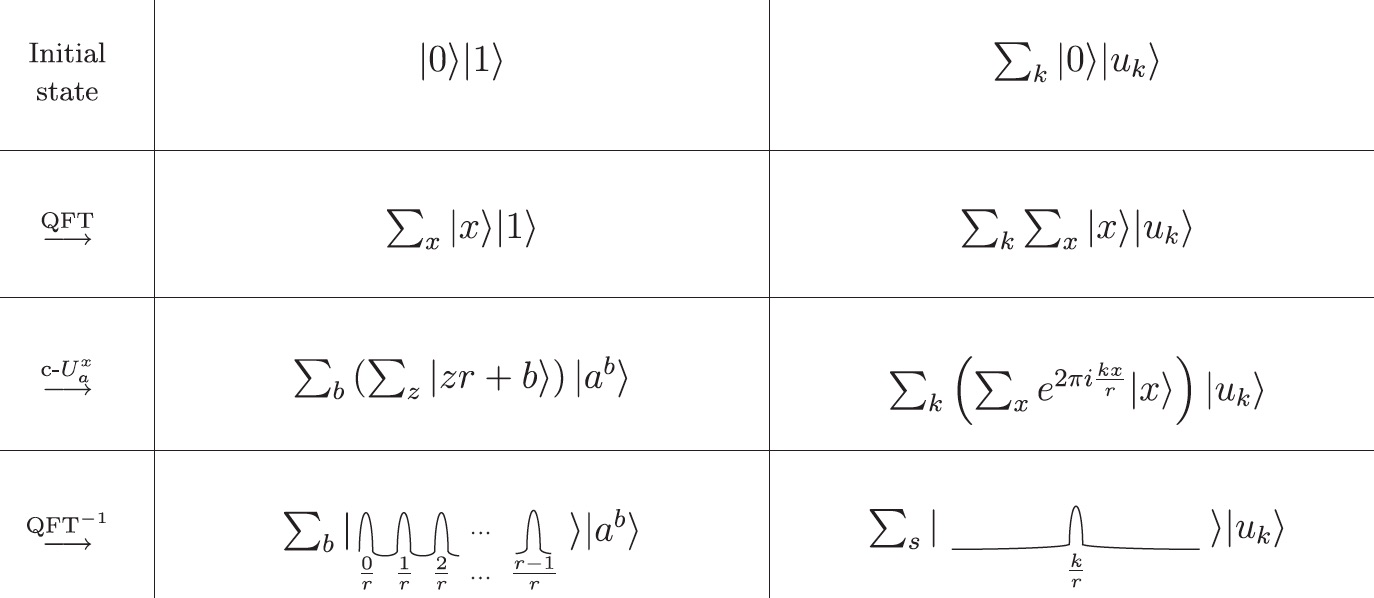 Initial state |0⟩|1⟩ ∑_k |0⟩|u_k⟩
QFT ⟶ ∑_x |x⟩|1⟩ ∑_k ∑_x |x⟩|u_k⟩
c-U_a^x ⟶ ∑_b (∑_z |zr + b⟩) |a^b⟩ ∑_k (∑_x e^{2πi kx/r} |x⟩) |u_k⟩
QFT^{−1} ⟶ ∑_b | 0/r 1/r 2/r ... ... r−1/r ⟩|a^b⟩ ∑_s | k/r ⟩|u_k⟩